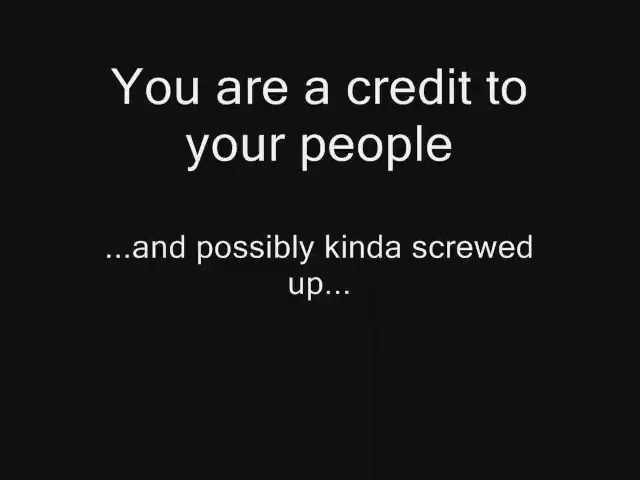 You are a credit to
your people
...and possibly kinda screwed
up...